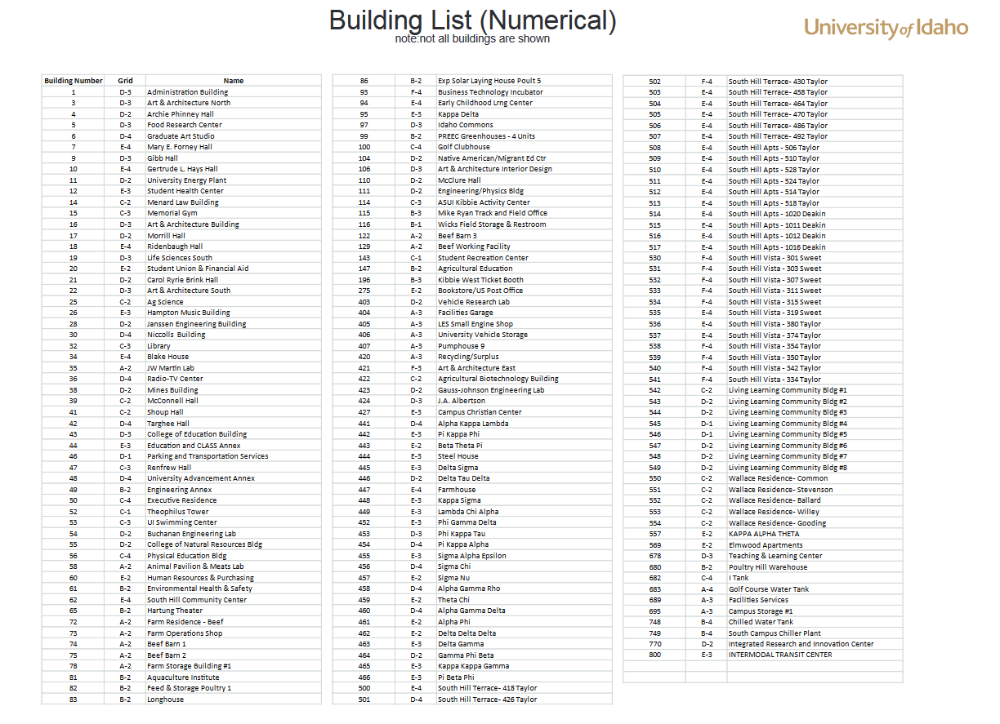 Building List (Numerical)
note:not all buildings are shown
University of Idaho
Building Number Grid Name
1 D-3 Administration Building
3 D-3 Art & Architecture North
4 D-2 Archie Phinney Hall
5 D-3 Food Research Center
6 D-4 Graduate Art Studio
7 E-4 Mary E. Forney Hall
9 D-3 Gibb Hall
10 E-4 Gertrude L. Hays Hall
11 D-2 University Energy Plant
12 E-3 Student Health Center
14 C-2 Menard Law Building
15 C-3 Memorial Gym
16 D-3 Art & Architecture Building
17 D-2 Morrill Hall
18 E-4 Ridenbaugh Hall
19 D-3 Life Sciences South
20 E-2 Student Union & Financial Aid
21 D-2 Carol Ryrie Brink Hall
22 D-3 Art & Architecture South
25 C-2 Ag Science
26 E-3 Hampton Music Building
28 D-2 Janssen Engineering Building
30 D-4 Niccolls Building
32 C-3 Library
34 E-4 Blake House
35 A-2 JW Martin Lab
36 D-4 Radio-TV Center
38 D-2 Mines Building
39 C-2 McConnell Hall
41 C-2 Shoup Hall
42 D-4 Targhee Hall
43 D-3 College of Education Building
44 E-3 Education and CLASS Annex
46 D-1 Parking and Transportation Services
47 C-3 Renfrew Hall
48 D-4 University Advancement Annex
49 B-2 Engineering Annex
50 C-4 Executive Residence
52 C-1 Theophilus Tower
53 C-3 UI Swimming Center
54 D-2 Buchanan Engineering Lab
55 D-2 College of Natural Resources Bldg
56 C-4 Physical Education Bldg
58 A-2 Animal Pavilion & Meats Lab
60 E-2 Human Resources & Purchasing
61 B-2 Environmental Health & Safety
62 E-4 South Hill Community Center
65 B-2 Hartung Theater
72 A-2 Farm Residence - Beef
73 A-2 Farm Operations Shop
74 A-2 Beef Barn 1
75 A-2 Beef Barn 2
78 A-2 Farm Storage Building #1
81 B-2 Aquaculture Institute
82 B-2 Feed & Storage Poultry 1
83 B-2 Longhouse
86 B-2 Exp Solar Laying House Poult 5
93 F-4 Business Technology Incubator
94 E-4 Early Childhood Lrng Center
95 E-3 Kappa Delta
97 D-3 Idaho Commons
99 B-2 PREEC Greenhouses - 4 Units
100 C-4 Golf Clubhouse
104 D-2 Native American/Migrant Ed Ctr
106 D-3 Art & Architecture Interior Design
110 D-2 McClure Hall
111 D-2 Engineering/Physics Bldg
114 C-3 ASUI Kibbie Activity Center
115 B-3 Mike Ryan Track and Field Office
116 B-1 Wicks Field Storage & Restroom
122 A-2 Beef Barn 3
129 A-2 Beef Working Facility
143 C-1 Student Recreation Center
147 B-2 Agricultural Education
196 B-3 Kibbie West Ticket Booth
275 E-2 Bookstore/US Post Office
403 D-2 Vehicle Research Lab
404 A-3 Facilities Garage
405 A-3 LES Small Engine Shop
406 A-3 University Vehicle Storage
407 A-3 Pumphouse 9
420 A-3 Recycling/Surplus
421 F-3 Art & Architecture East
422 C-2 Agricultural Biotechnology Building
423 D-2 Gauss-Johnson Engineering Lab
424 D-3 J.A. Albertson
427 E-3 Campus Christian Center
441 D-4 Alpha Kappa Lambda
442 E-3 Pi Kappa Phi
443 E-2 Beta Theta Pi
444 E-3 Steel House
445 E-3 Delta Sigma
446 D-2 Delta Tau Delta
447 E-4 Farmhouse
448 E-3 Kappa Sigma
449 E-3 Lambda Chi Alpha
452 E-3 Phi Gamma Delta
453 D-3 Phi Kappa Tau
454 D-4 Pi Kappa Alpha
455 E-3 Sigma Alpha Epsilon
456 D-4 Sigma Chi
457 E-2 Sigma Nu
458 D-4 Alpha Gamma Rho
459 E-2 Theta Chi
460 D-4 Alpha Gamma Delta
461 E-2 Alpha Phi
462 E-2 Delta Delta Delta
463 E-3 Delta Gamma
464 D-2 Gamma Phi Beta
465 E-3 Kappa Kappa Gamma
466 E-3 Pi Beta Phi
500 E-4 South Hill Terrace- 418 Taylor
501 D-4 South Hill Terrace- 426 Taylor
502 F-4 South Hill Terrace- 430 Taylor
503 E-4 South Hill Terrace- 458 Taylor
504 E-4 South Hill Terrace- 464 Taylor
505 E-4 South Hill Terrace- 470 Taylor
506 E-4 South Hill Terrace- 486 Taylor
507 E-4 South Hill Terrace- 492 Taylor
508 E-4 South Hill Apts - 506 Taylor
509 E-4 South Hill Apts - 510 Taylor
510 E-4 South Hill Apts - 528 Taylor
511 E-4 South Hill Apts - 524 Taylor
512 E-4 South Hill Apts - 514 Taylor
513 E-4 South Hill Apts - 518 Taylor
514 E-4 South Hill Apts - 1020 Deakin
515 E-4 South Hill Apts - 1011 Deakin
516 E-4 South Hill Apts - 1012 Deakin
517 E-4 South Hill Apts - 1016 Deakin
530 F-4 South Hill Vista - 301 Sweet
531 F-4 South Hill Vista - 303 Sweet
532 F-4 South Hill Vista - 307 Sweet
533 F-4 South Hill Vista - 311 Sweet
534 F-4 South Hill Vista - 315 Sweet
535 E-4 South Hill Vista - 319 Sweet
536 E-4 South Hill Vista - 380 Taylor
537 E-4 South Hill Vista - 374 Taylor
538 F-4 South Hill Vista - 354 Taylor
539 F-4 South Hill Vista - 350 Taylor
540 F-4 South Hill Vista - 342 Taylor
541 F-4 South Hill Vista - 334 Taylor
542 C-2 Living Learning Community Bldg #1
543 D-2 Living Learning Community Bldg #2
544 D-2 Living Learning Community Bldg #3
545 D-1 Living Learning Community Bldg #4
546 D-1 Living Learning Community Bldg #5
547 D-2 Living Learning Community Bldg #6
548 D-2 Living Learning Community Bldg #7
549 D-2 Living Learning Community Bldg #8
550 C-2 Wallace Residence- Common
551 C-2 Wallace Residence- Stevenson
552 C-2 Wallace Residence- Ballard
553 C-2 Wallace Residence- Willey
554 C-2 Wallace Residence- Gooding
557 E-2 KAPPA ALPHA THETA
569 E-2 Elmwood Apartments
678 D-3 Teaching & Learning Center
680 B-2 Poultry Hill Warehouse
682 C-4 I Tank
683 A-4 Golf Course Water Tank
689 A-3 Facilities Services
695 A-3 Campus Storage #1
748 B-4 Chilled Water Tank
749 B-4 South Campus Chiller Plant
770 D-2 Integrated Research and Innovation Center
800 E-3 INTERMODAL TRANSIT CENTER